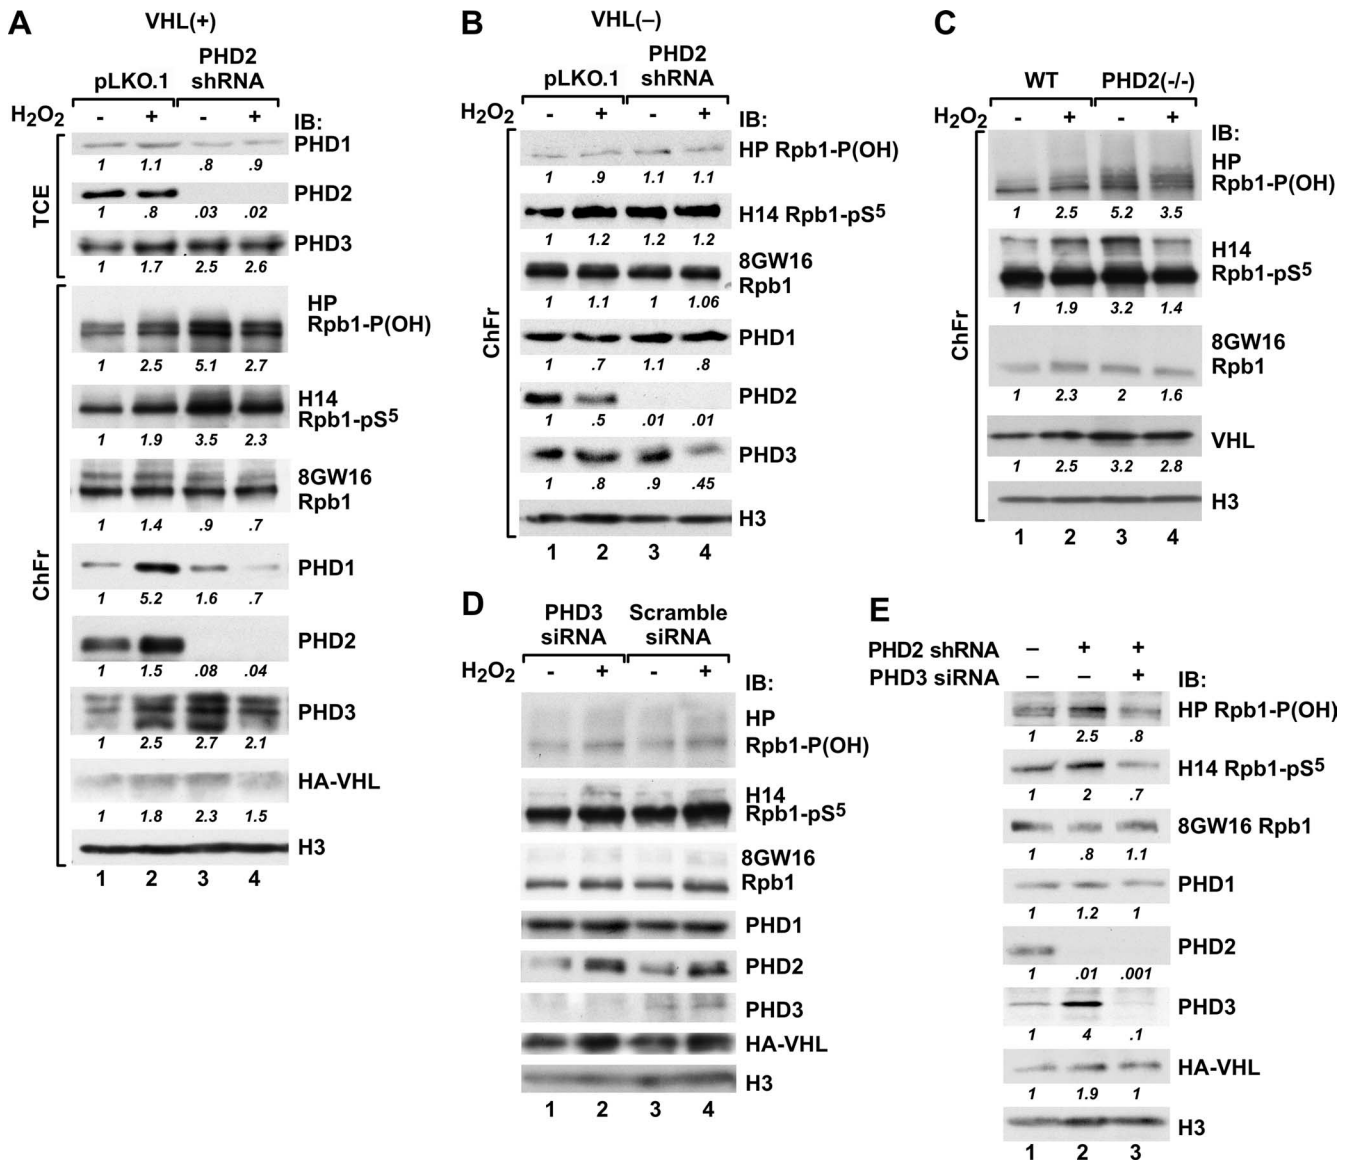 A
VHL(+)
pLKO.1
PHD2
shRNA
H2O2 - + - + IB:
TCE
PHD1
1 1.1 .8 .9
PHD2
1 .8 .03 .02
PHD3
1 1.7 2.5 2.6
ChFr
HP
Rpb1-P(OH)
1 2.5 5.1 2.7
H14
Rpb1-pS5
1 1.9 3.5 2.3
8GW16
Rpb1
1 1.4 .9 .7
PHD1
1 5.2 1.6 .7
PHD2
1 1.5 .08 .04
PHD3
1 2.5 2.7 2.1
HA-VHL
1 1.8 2.3 1.5
H3
1 2 3 4
B
VHL(–)
pLKO.1
PHD2
shRNA
H2O2 - + - + IB:
ChFr
HP Rpb1-P(OH)
1 .9 1.1 1.1
H14 Rpb1-pS5
1 1.2 1.2 1.2
8GW16
Rpb1
1 1.1 1 1.06
PHD1
1 .7 1.1 .8
PHD2
1 .5 .01 .01
PHD3
1 .8 .9 .45
H3
1 2 3 4
C
WT PHD2(-/-)
H2O2 - + - + IB:
ChFr
HP
Rpb1-P(OH)
1 2.5 5.2 3.5
H14
Rpb1-pS5
1 1.9 3.2 1.4
8GW16
Rpb1
1 2.3 2 1.6
VHL
1 2.5 3.2 2.8
H3
1 2 3 4
D
PHD3
siRNA
Scramble
siRNA
H2O2 - + - + IB:
HP
Rpb1-P(OH)
H14
Rpb1-pS5
8GW16
Rpb1
PHD1
PHD2
PHD3
HA-VHL
H3
1 2 3 4
E
PHD2 shRNA – + +
PHD3 siRNA – – +
IB:
HP Rpb1-P(OH)
1 2.5 .8
H14 Rpb1-pS5
1 2 .7
8GW16 Rpb1
1 .8 1.1
PHD1
1 1.2 1
PHD2
1 .01 .001
PHD3
1 4 .1
HA-VHL
1 1.9 1
H3
1 2 3